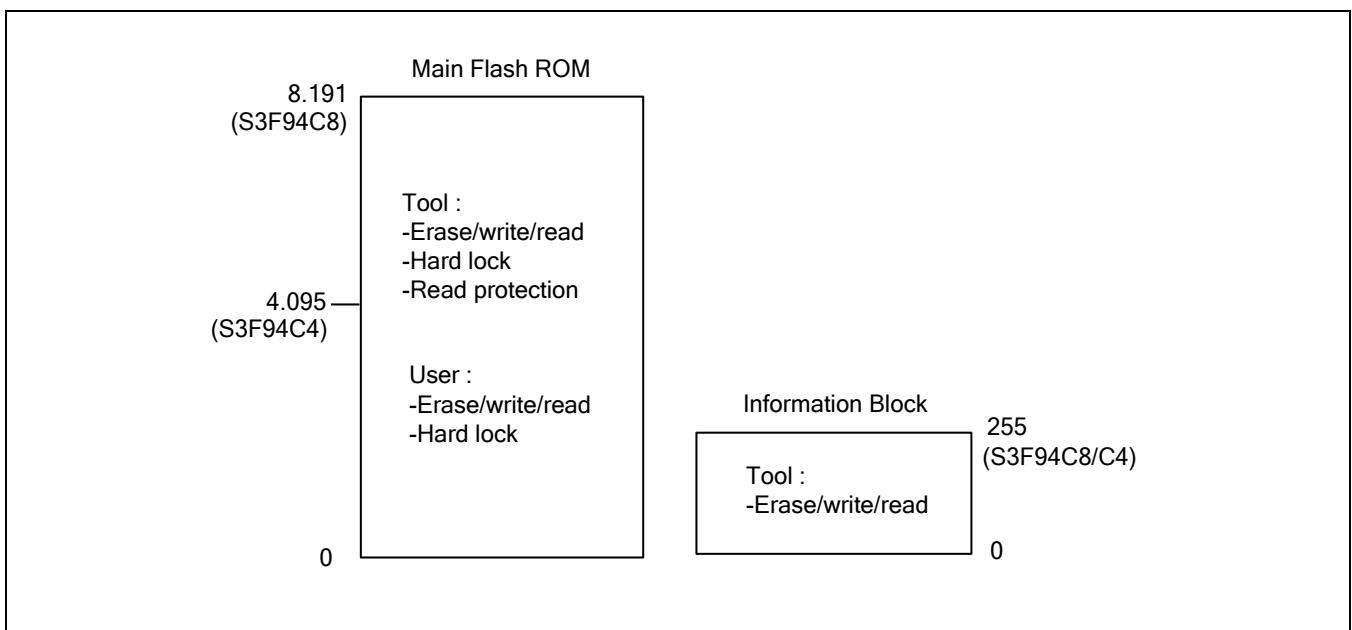 Main Flash ROM
8.191
(S3F94C8)
Tool :
-Erase/write/read
-Hard lock
-Read protection
4.095
(S3F94C4)
User :
-Erase/write/read
-Hard lock
0
Information Block
255
(S3F94C8/C4)
Tool :
-Erase/write/read
0